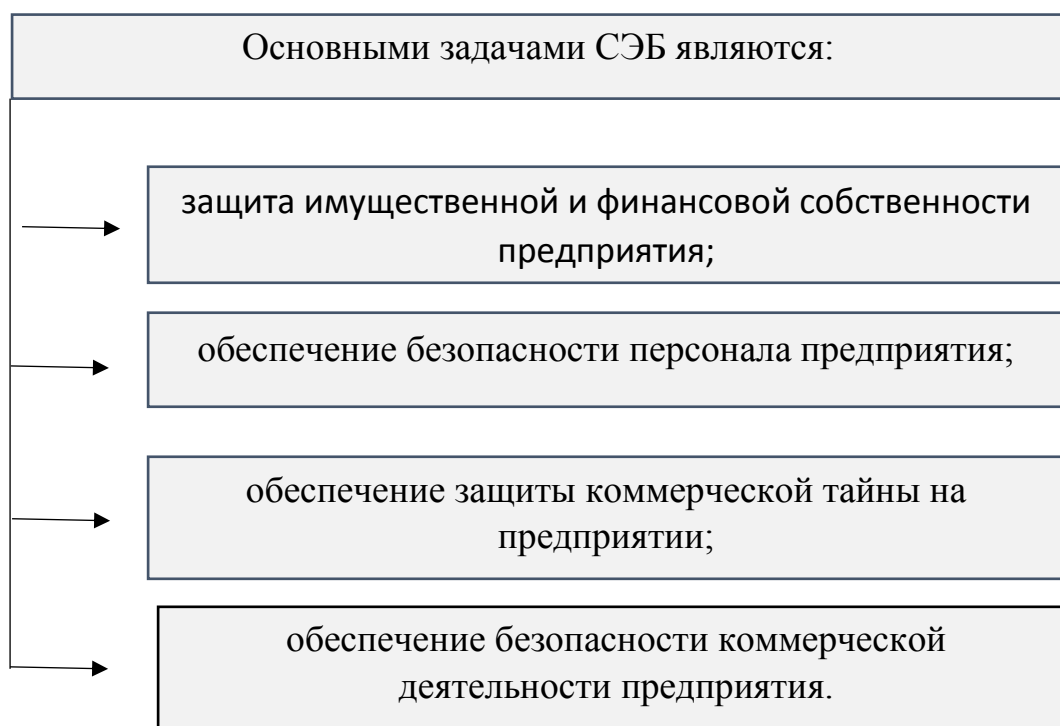 Основными задачами СЭБ являются:
защита имущественной и финансовой собственности
предприятия;
обеспечение безопасности персонала предприятия;
обеспечение защиты коммерческой тайны на
предприятии;
обеспечение безопасности коммерческой
деятельности предприятия.